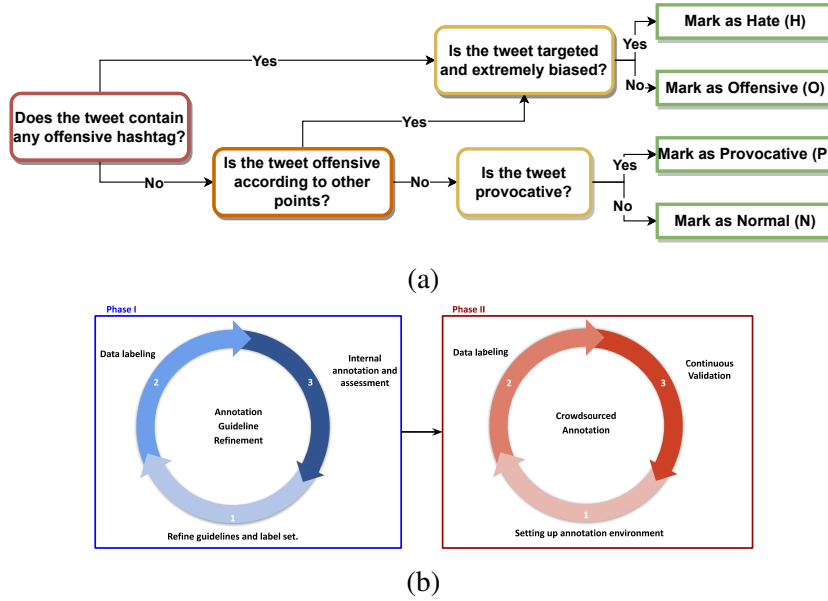 Mark as Hate (H)
Yes
Is the tweet targeted
and extremely biased?
Yes
No
Mark as Offensive (O)
Does the tweet contain
any offensive hashtag?
Yes
No
Is the tweet offensive
according to other
points?
No
Is the tweet
provocative?
Yes
Mark as Provocative (P
No
Mark as Normal (N)
(a)
Phase I
Data labeling
2
3
Internal
annotation and
assessment
Annotation
Guideline
Refinement
1
Refine guidelines and label set.
Phase II
Data labeling
2
3
Continuous
Validation
Crowdsourced
Annotation
1
Setting up annotation environment
(b)